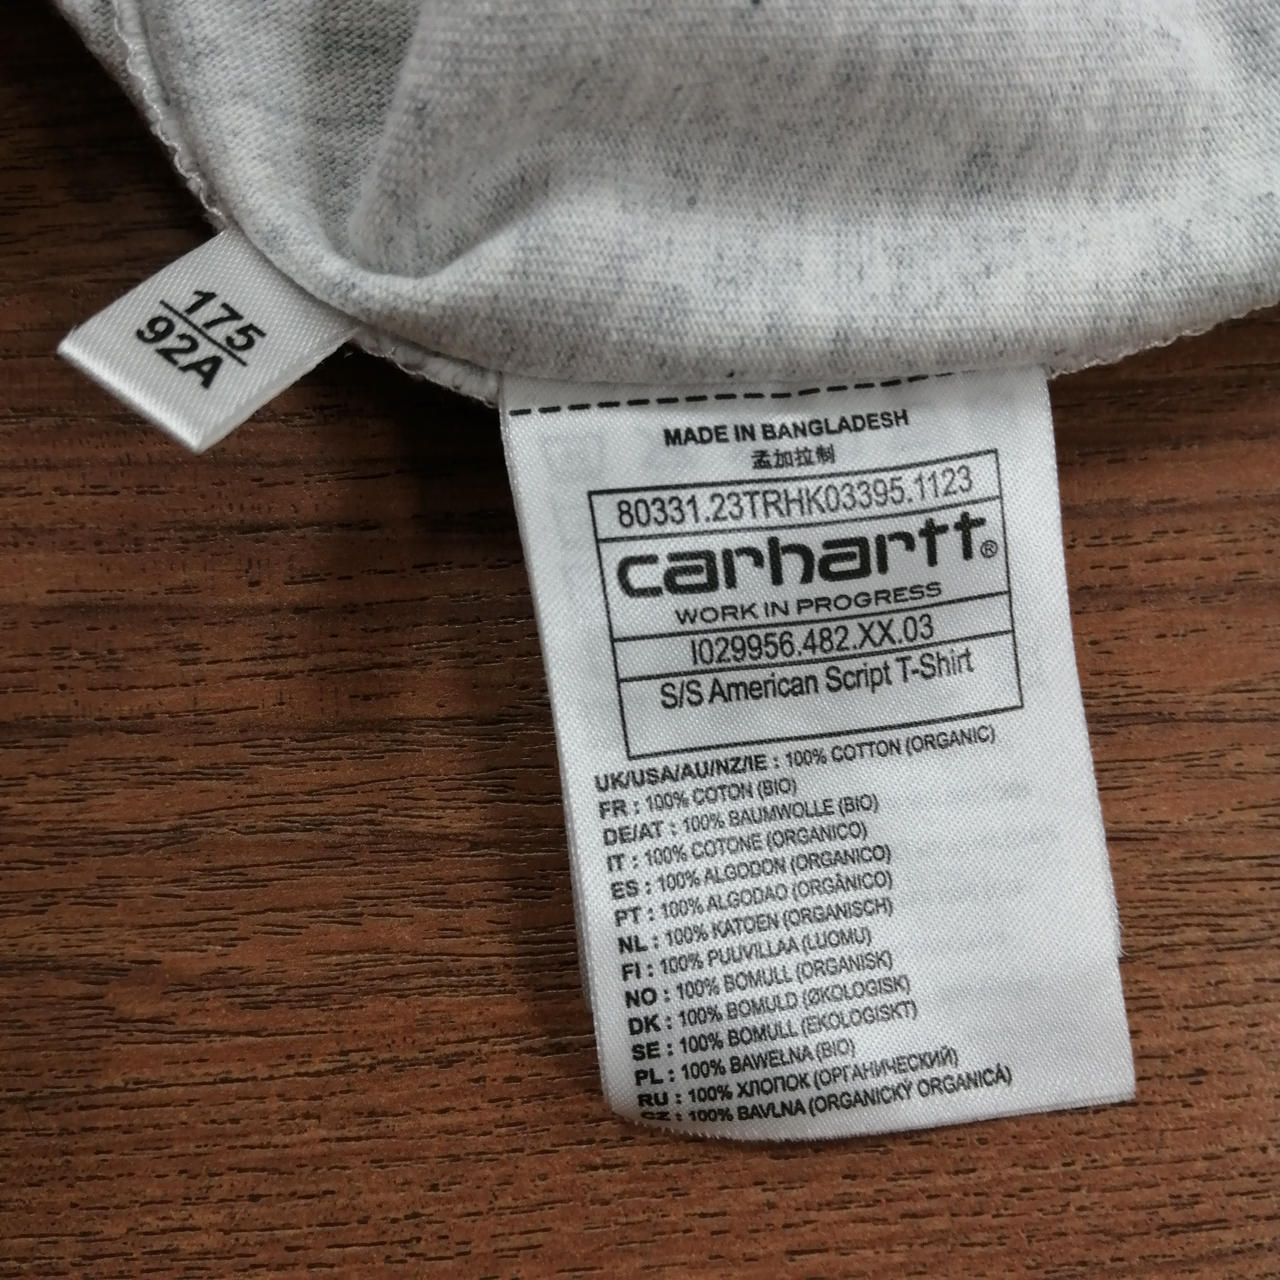 175
92A
MADE IN BANGLADESH
孟加拉制
80331.23TRHK03395.1123
carhartt®
WORK IN PROGRESS
I029956.482.XX.03
S/S American Script T-Shirt
UK/USA/AU/NZ/IE : 100% COTTON (ORGANIC)
FR : 100% COTON (BIO)
DE/AT : 100% BAUMWOLLE (BIO)
IT : 100% COTONE (ORGANICO)
ES : 100% ALGODON (ORGANICO)
PT : 100% ALGODAO (ORGÂNICO)
NL : 100% KATOEN (ORGANISCH)
FI : 100% PUUVILLAA (LUOMU)
NO : 100% BOMULL (ORGANISK)
DK : 100% BOMULD (ØKOLOGISK)
SE : 100% BOMULL (EKOLOGISKT)
PL : 100% BAWEŁNA (BIO)
RU : 100% ХЛОПОК (ОРГАНИЧЕСКИЙ)
CZ : 100% BAVLNA (ORGANICKÝ ORGANICÁ)